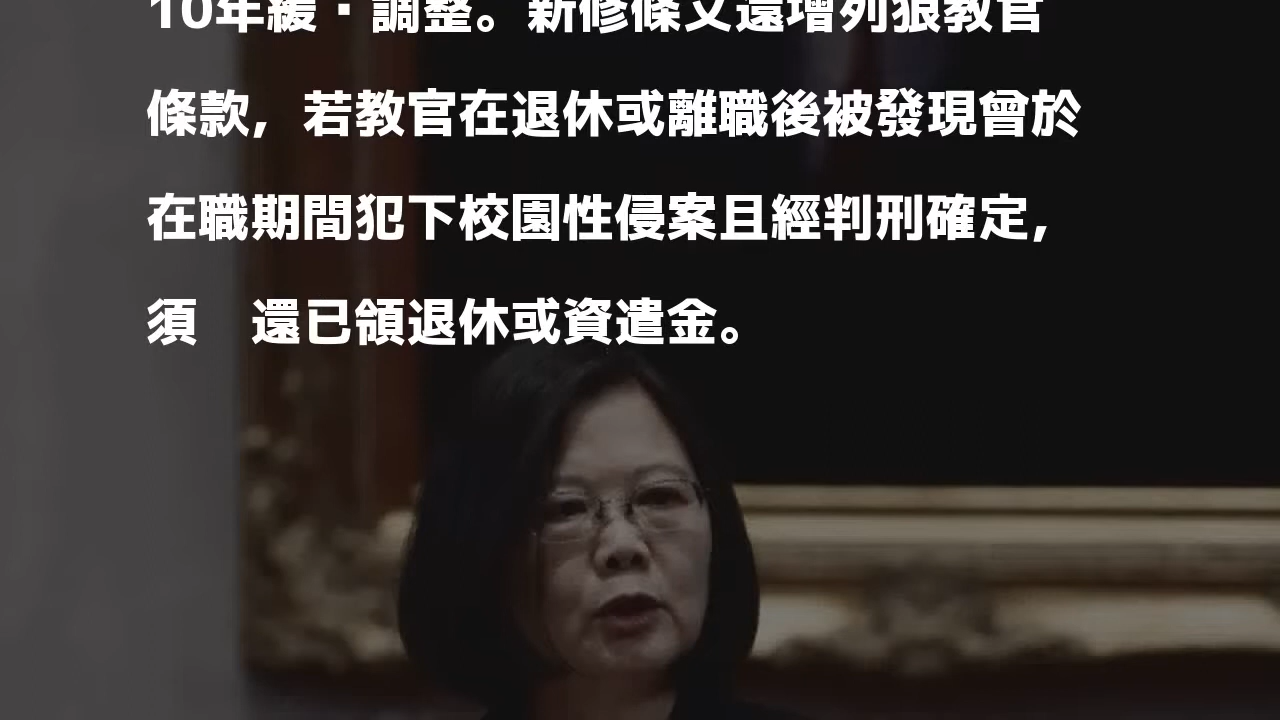 10年緩·調整。新修條文還增列狼教官
條款，若教官在退休或離職後被發現曾於
在職期間犯下校園性侵案且經判刑確定，
須　還已領退休或資遣金。